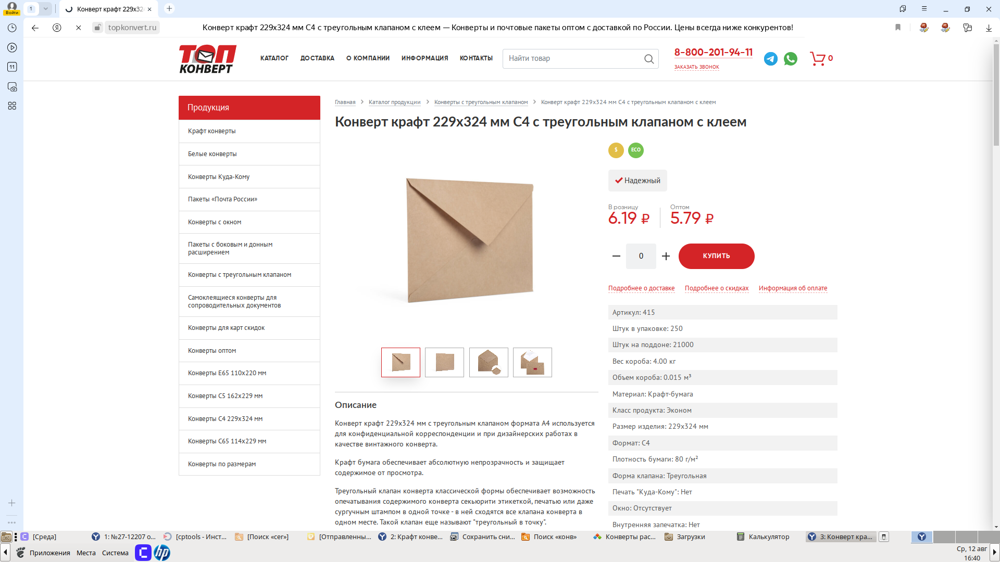 Войти
1
Конверт крафт 229х32
topkonvert.ru
Конверт крафт 229х324 мм С4 с треугольным клапаном с клеем — Конверты и почтовые пакеты оптом с доставкой по России. Цены всегда ниже конкурентов!
11
ТОП
КОНВЕРТ
КАТАЛОГ
ДОСТАВКА
О КОМПАНИИ
ИНФОРМАЦИЯ
КОНТАКТЫ
Найти товар
8-800-201-94-11
ЗАКАЗАТЬ ЗВОНОК
0
Продукция
Крафт конверты
Белые конверты
Конверты Куда-Кому
Пакеты «Почта России»
Конверты с окном
Пакеты с боковым и донным
расширением
Конверты с треугольным клапаном
Самоклеящиеся конверты для
сопроводительных документов
Конверты для карт скидок
Конверты оптом
Конверты Е65 110х220 мм
Конверты С5 162х229 мм
Конверты С4 229х324 мм
Конверты С65 114х229 мм
Конверты по размерам
Главная > Каталог продукции > Конверты с треугольным клапаном > Конверт крафт 229х324 мм С4 с треугольным клапаном с клеем
Конверт крафт 229х324 мм С4 с треугольным клапаном с клеем
$
ECO
Надежный
В розницу
6.19 ₽
Оптом
5.79 ₽
0
КУПИТЬ
Подробнее о доставке
Подробнее о скидках
Информация об оплате
Артикул: 415
Штук в упаковке: 250
Штук на поддоне: 21000
Вес короба: 4.00 кг
Объем короба: 0.015 м³
Материал: Крафт-бумага
Класс продукта: Эконом
Размер изделия: 229х324 мм
Формат: С4
Плотность бумаги: 80 г/м²
Форма клапана: Треугольная
Печать "Куда-Кому": Нет
Окно: Отсутствует
Внутренняя запечатка: Нет
Описание
Конверт крафт 229х324 мм с треугольным клапаном формата А4 используется
для конфиденциальной корреспонденции и при дизайнерских работах в
качестве винтажного конверта.
Крафт бумага обеспечивает абсолютную непрозрачность и защищает
содержимое от просмотра.
Треугольный клапан конверта классической формы обеспечивает возможность
опечатывания содержимого конверта секьюрити этикеткой, печатью или даже
сургучным штампом в одной точке - в ней сходятся все клапана конверта в
одном месте. Такой клапан еще называют "треугольный в точку".
[Среда]
1: №27-12207 о...
[cptools - Инст...
[Поиск «cer»]
[Отправленны...
2: Крафт конве...
Сохранить сни...
Поиск «конв»
Конверты рас...
Загрузки
Калькулятор
3: Конверт кра...
Приложения
Места
Система
hp
Ср, 12 авг
16:40